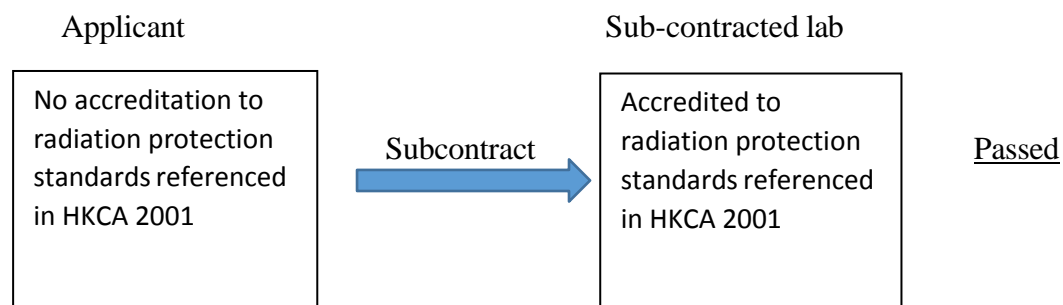 Applicant
Sub-contracted lab
No accreditation to
radiation protection
standards referenced
in HKCA 2001
Subcontract
Accredited to
radiation protection
standards referenced
in HKCA 2001
Passed